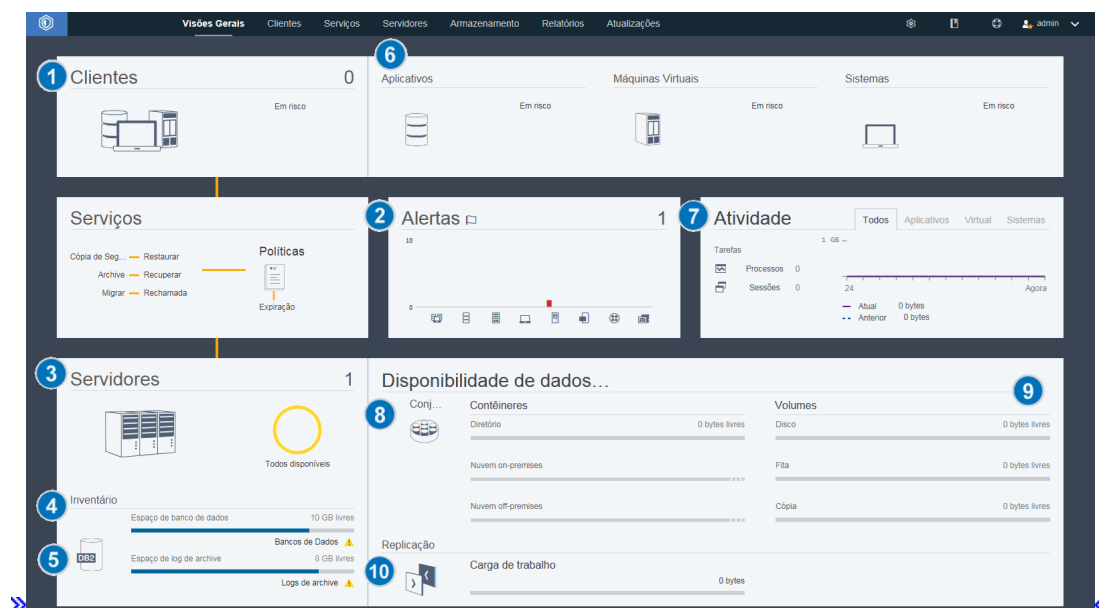 Visões Gerais Clientes Serviços Servidores Armazenamento Relatórios Atualizações admin
1 Clientes 0
Em risco
6
Aplicativos Máquinas Virtuais Sistemas
Em risco Em risco Em risco
Serviços
Cópia de Seg... Restaurar
Archive Recuperar
Migrar Rechamada
Políticas
Expiração
2 Alertas 1
10
0
7 Atividade
Todos Aplicativos Virtual Sistemas
Tarefas
Processos 0
Sessões 0
1 GB
24 Agora
Atual 0 bytes
Anterior 0 bytes
3 Servidores 1
Todos disponíveis
4 Inventário
Espaço de banco de dados 10 GB livres
Bancos de Dados
5 DB2
Espaço de log de archive 8 GB livres
Logs de archive
Disponibilidade de dados...
8 Conj...
Contêineres
Diretório 0 bytes livres
Nuvem on-premises
Nuvem off-premises
9
Volumes
Disco 0 bytes livres
Fita 0 bytes livres
Cópia 0 bytes livres
Replicação
10 Carga de trabalho
0 bytes